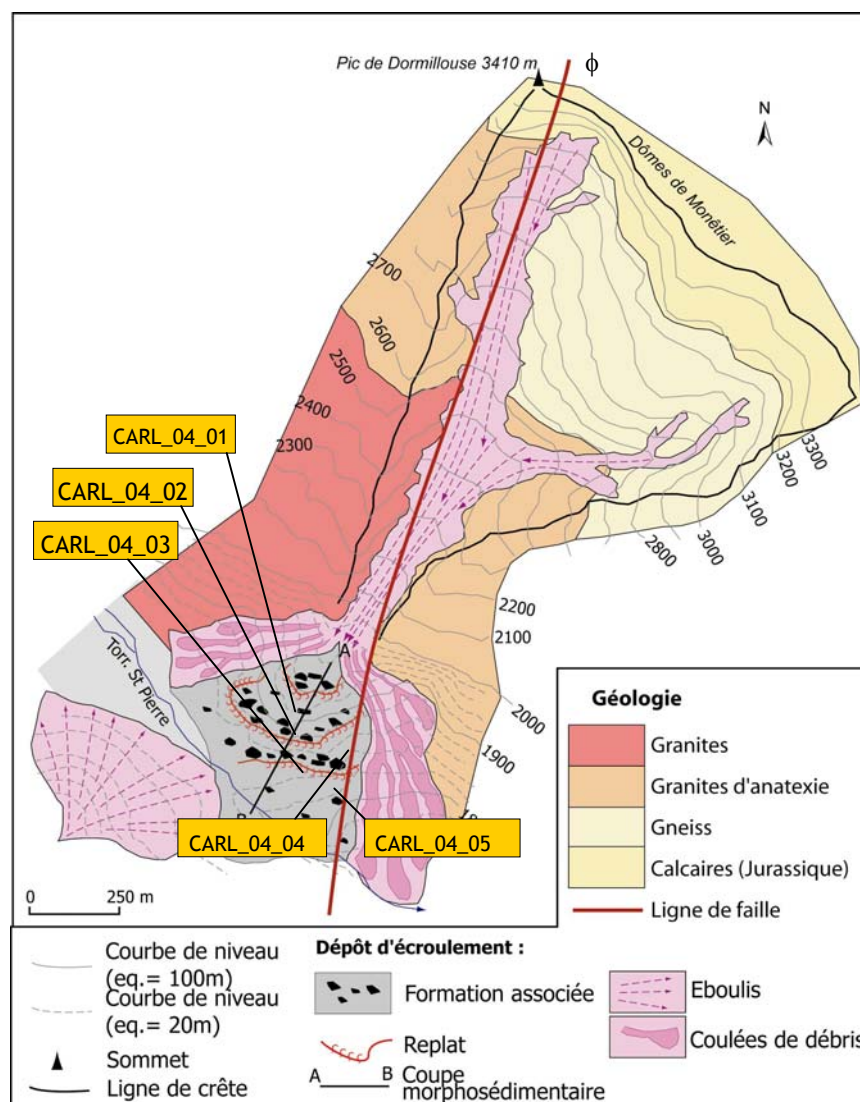 Pic de Dormillouse 3410 m
ϕ
N
Dômes de Monêtier
2700
2600
2500
2400
2300
3300
3200
3100
3000
2800
2200
2100
2000
1900
CARL_04_01
CARL_04_02
CARL_04_03
Torr. St Pierre
A
CARL_04_04
CARL_04_05
0 250 m
Géologie
Granites
Granites d'anatexie
Gneiss
Calcaires (Jurassique)
Ligne de faille
Courbe de niveau
(eq.= 100m)
Courbe de niveau
(eq.= 20m)
Sommet
Ligne de crête
Dépôt d'écroulement :
Formation associée
Replat
A B Coupe
morphosédimentaire
Eboulis
Coulées de débris